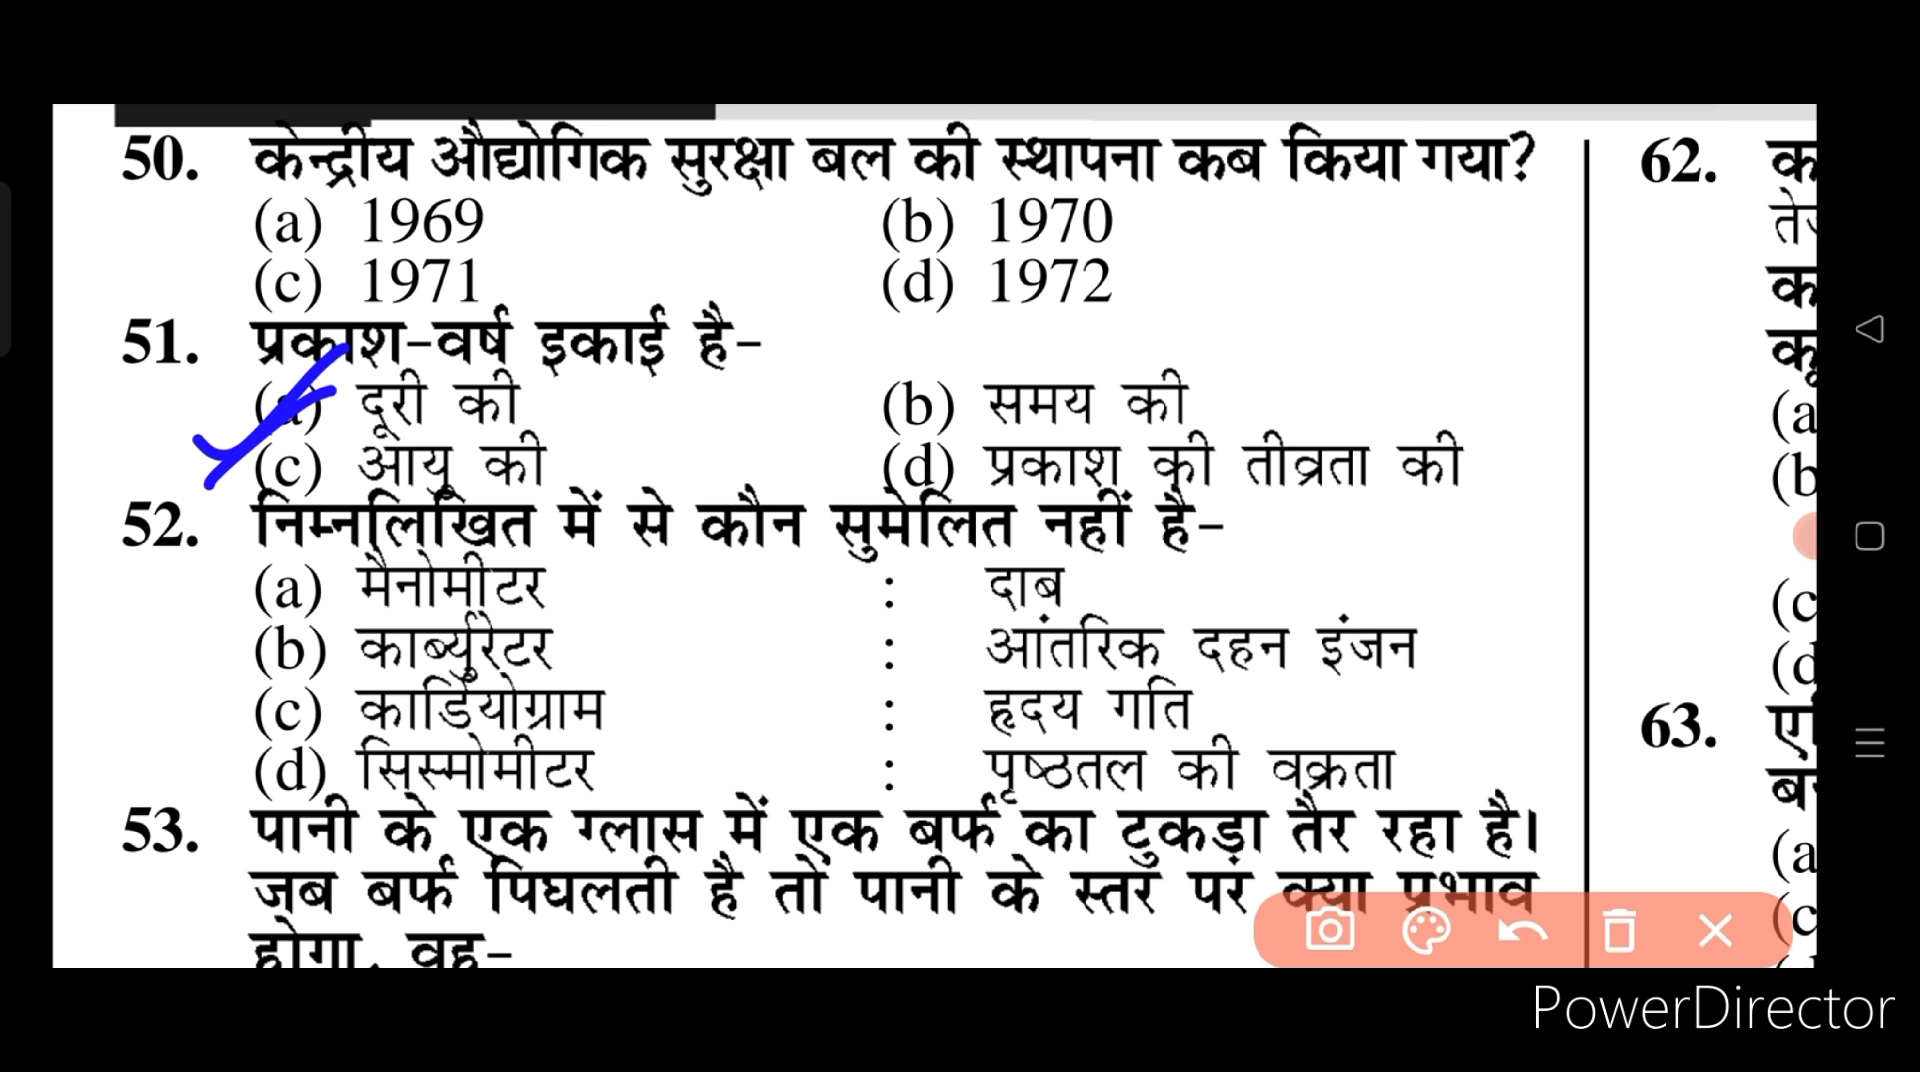 50. केन्द्रीय औद्योगिक सुरक्षा बल की स्थापना कब किया गया?
(a) 1969 (b) 1970
(c) 1971 (d) 1972
51. प्रकाश-वर्ष इकाई है-
(a) दूरी की (b) समय की
(c) आयु की (d) प्रकाश की तीव्रता की
52. निम्नलिखित में से कौन सुमेलित नहीं है-
(a) मैनोमीटर : दाब
(b) कार्ब्युरेटर : आंतरिक दहन इंजन
(c) कार्डियोग्राम : हृदय गति
(d) सिस्मोमीटर : पृष्ठतल की वक्रता
53. पानी के एक ग्लास में एक बर्फ का टुकड़ा तैर रहा है।
जब बर्फ पिघलती है तो पानी के स्तर पर क्या प्रभाव
होगा, वह-
62.
(a
(b
(c
(d
63.
(a
(c
PowerDirector